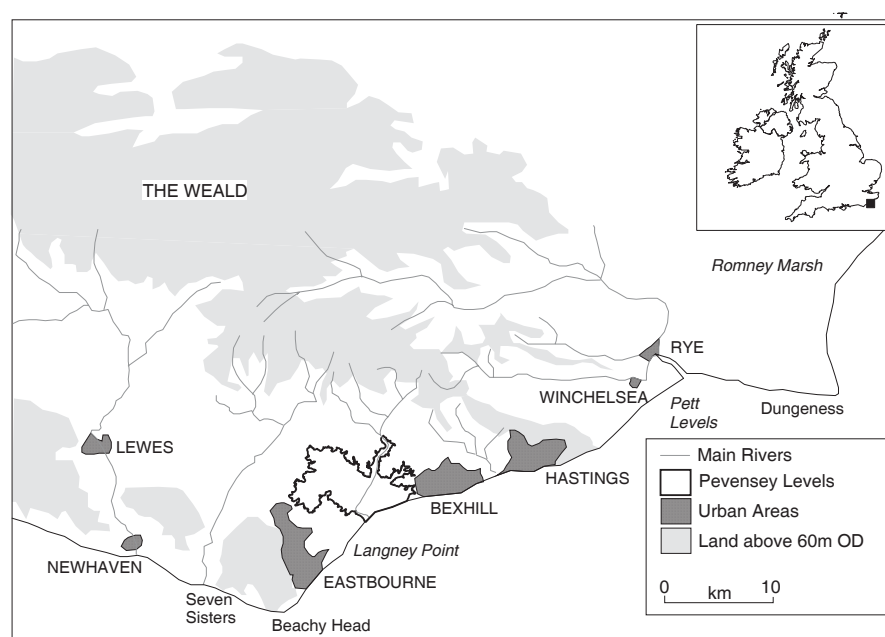 THE WEALD
Romney Marsh
RYE
WINCHELSEA
Pett
Levels
Dungeness
LEWES
HASTINGS
BEXHILL
Langney Point
NEWHAVEN
EASTBOURNE
Seven
Sisters
Beachy Head
Main Rivers
Pevensey Levels
Urban Areas
Land above 60m OD
0 10
km